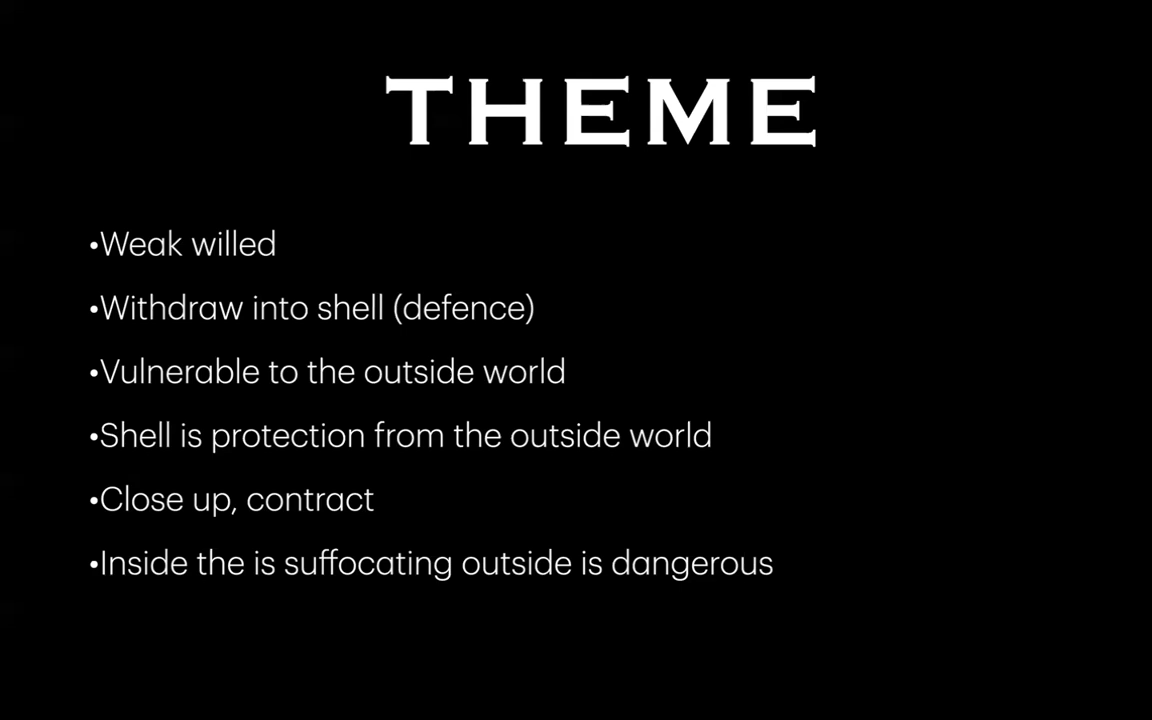 THEME
•Weak willed
•Withdraw into shell (defence)
•Vulnerable to the outside world
•Shell is protection from the outside world
•Close up, contract
•Inside the is suffocating outside is dangerous